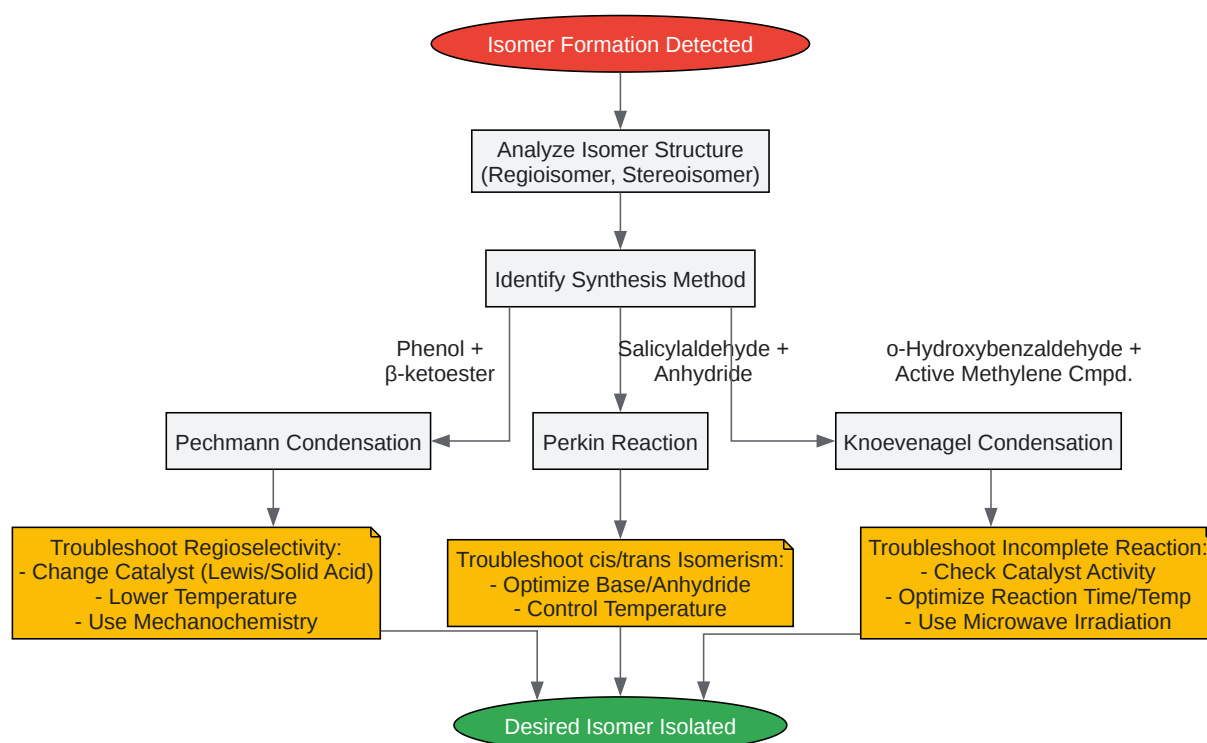 Isomer Formation Detected
Analyze Isomer Structure
(Regioisomer, Stereoisomer)
Identify Synthesis Method
Phenol +
β-ketoester
Salicylaldehyde +
Anhydride
o-Hydroxybenzaldehyde +
Active Methylene Cmpd.
Pechmann Condensation
Perkin Reaction
Knoevenagel Condensation
Troubleshoot Regioselectivity:
- Change Catalyst (Lewis/Solid Acid)
- Lower Temperature
- Use Mechanochemistry
Troubleshoot cis/trans Isomerism:
- Optimize Base/Anhydride
- Control Temperature
Troubleshoot Incomplete Reaction:
- Check Catalyst Activity
- Optimize Reaction Time/Temp
- Use Microwave Irradiation
Desired Isomer Isolated